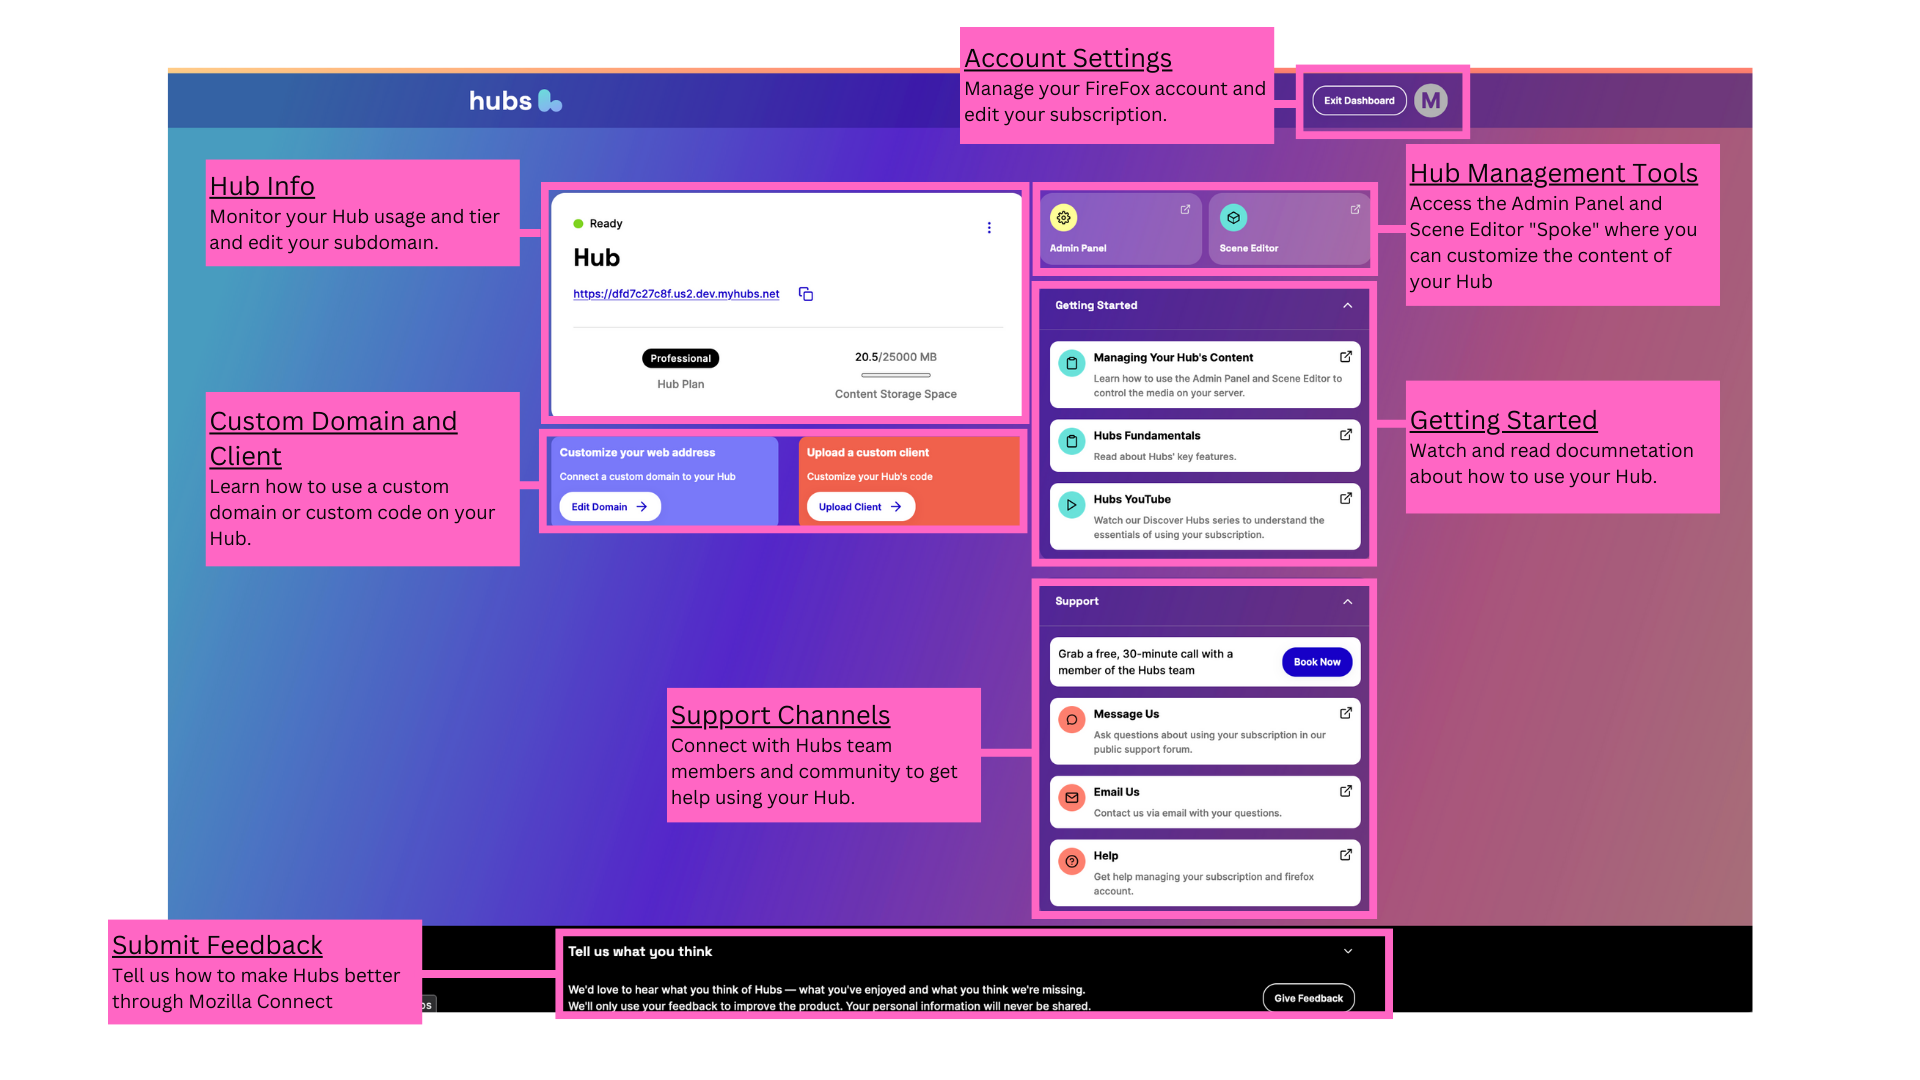 Account Settings
Manage your FireFox account and
edit your subscription.
hubs
Exit Dashboard
M
Hub Info
Monitor your Hub usage and tier
and edit your subdomain.
Ready
Hub
https://dfd7c27c8f.us2.dev.myhubs.net
Professional
Hub Plan
20.5/25000 MB
Content Storage Space
Admin Panel
Scene Editor
Hub Management Tools
Access the Admin Panel and
Scene Editor "Spoke" where you
can customize the content of
your Hub
Custom Domain and
Client
Learn how to use a custom
domain or custom code on your
Hub.
Customize your web address
Connect a custom domain to your Hub
Edit Domain
Upload a custom client
Customize your Hub's code
Upload Client
Getting Started
Managing Your Hub's Content
Learn how to use the Admin Panel and Scene Editor to
control the media on your server.
Hubs Fundamentals
Read about Hubs' key features.
Hubs YouTube
Watch our Discover Hubs series to understand the
essentials of using your subscription.
Getting Started
Watch and read documnetation
about how to use your Hub.
Support Channels
Connect with Hubs team
members and community to get
help using your Hub.
Support
Grab a free, 30-minute call with a
member of the Hubs team
Book Now
Message Us
Ask questions about using your subscription in our
public support forum.
Email Us
Contact us via email with your questions.
Help
Get help managing your subscription and firefox
account.
Submit Feedback
Tell us how to make Hubs better
through Mozilla Connect
Tell us what you think
We'd love to hear what you think of Hubs — what you've enjoyed and what you think we're missing.
We'll only use your feedback to improve the product. Your personal information will never be shared.
Give Feedback